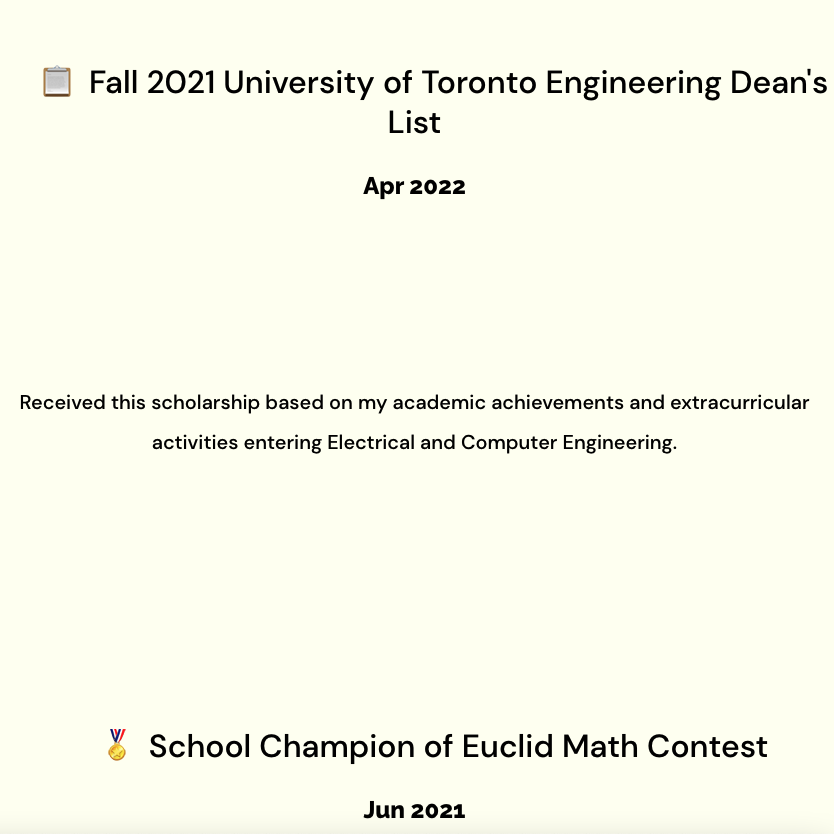 Fall 2021 University of Toronto Engineering Dean's
List
Apr 2022
Received this scholarship based on my academic achievements and extracurricular
activities entering Electrical and Computer Engineering.
School Champion of Euclid Math Contest
Jun 2021